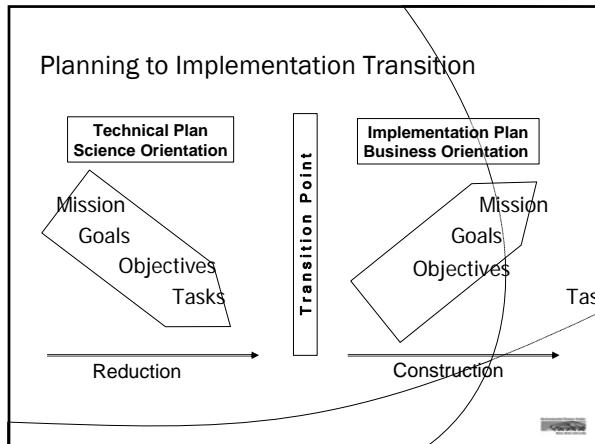 Planning to Implementation Transition
Technical Plan
Science Orientation
Mission
Goals
Objectives
Tasks
Reduction
Transition Point
Implementation Plan
Business Orientation
Mission
Goals
Objectives
Tas
Construction